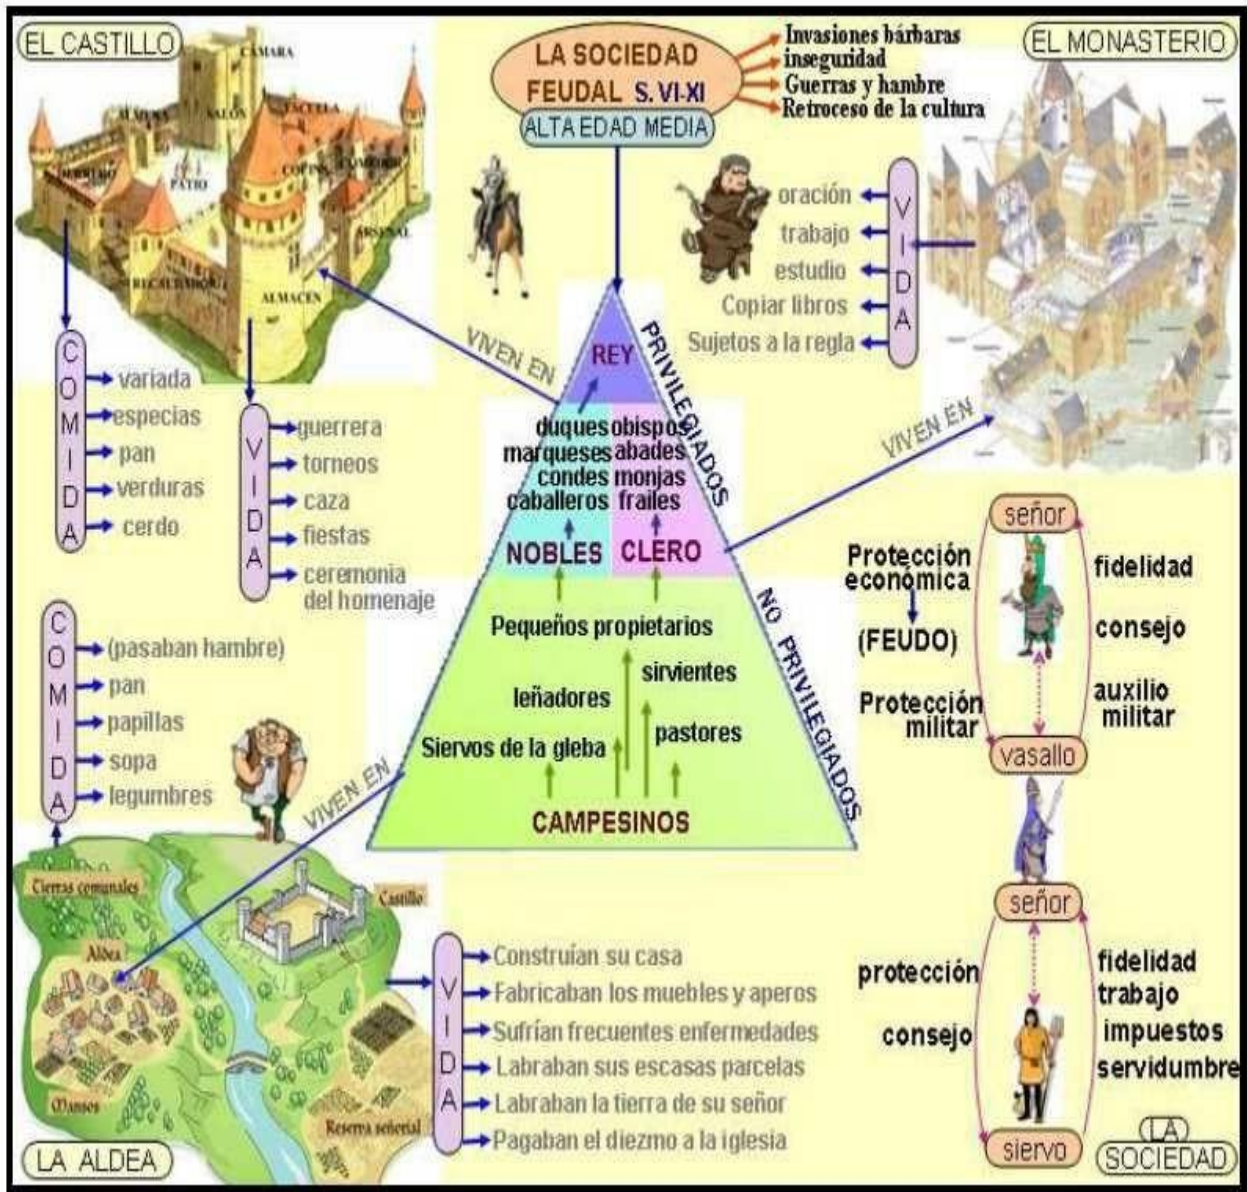 EL CASTILLO
CÁMARA
ALMENA
SALÓN
ESCUELA
HERRERO
PATIO
COCINA
COMEDOR
ARSENAL
ALMACÉN
LA SOCIEDAD
FEUDAL S. VI-XI
ALTA EDAD MEDIA
Invasiones bárbaras
inseguridad
Guerras y hambre
Retroceso de la cultura
EL MONASTERIO
VIDA
oración
trabajo
estudio
Copiar libros
Sujetos a la regla
VIVEN EN
VIVEN EN
COMIDA
variada
especias
pan
verduras
cerdo
VIDA
guerrera
torneos
caza
fiestas
ceremonia
del homenaje
REY
PRIVILEGIADOS
duques obispos
marqueses abades
condes monjas
caballeros frailes
NOBLES CLERO
NO PRIVILEGIADOS
Pequeños propietarios
sirvientes
leñadores
pastores
Siervos de la gleba
CAMPESINOS
señor
Protección
económica
(FEUDO)
Protección
militar
fidelidad
consejo
auxilio
militar
vasallo
COMIDA
(pasaban hambre)
pan
papillas
sopa
legumbres
VIVEN EN
Tierras comunales
Castillo
Aldea
Mansos
Reserva señorial
LA ALDEA
VIDA
Construían su casa
Fabricaban los muebles y aperos
Sufrían frecuentes enfermedades
Labraban sus escasas parcelas
Labraban la tierra de su señor
Pagaban el diezmo a la iglesia
señor
protección
consejo
fidelidad
trabajo
impuestos
servidumbre
siervo
LA
SOCIEDAD